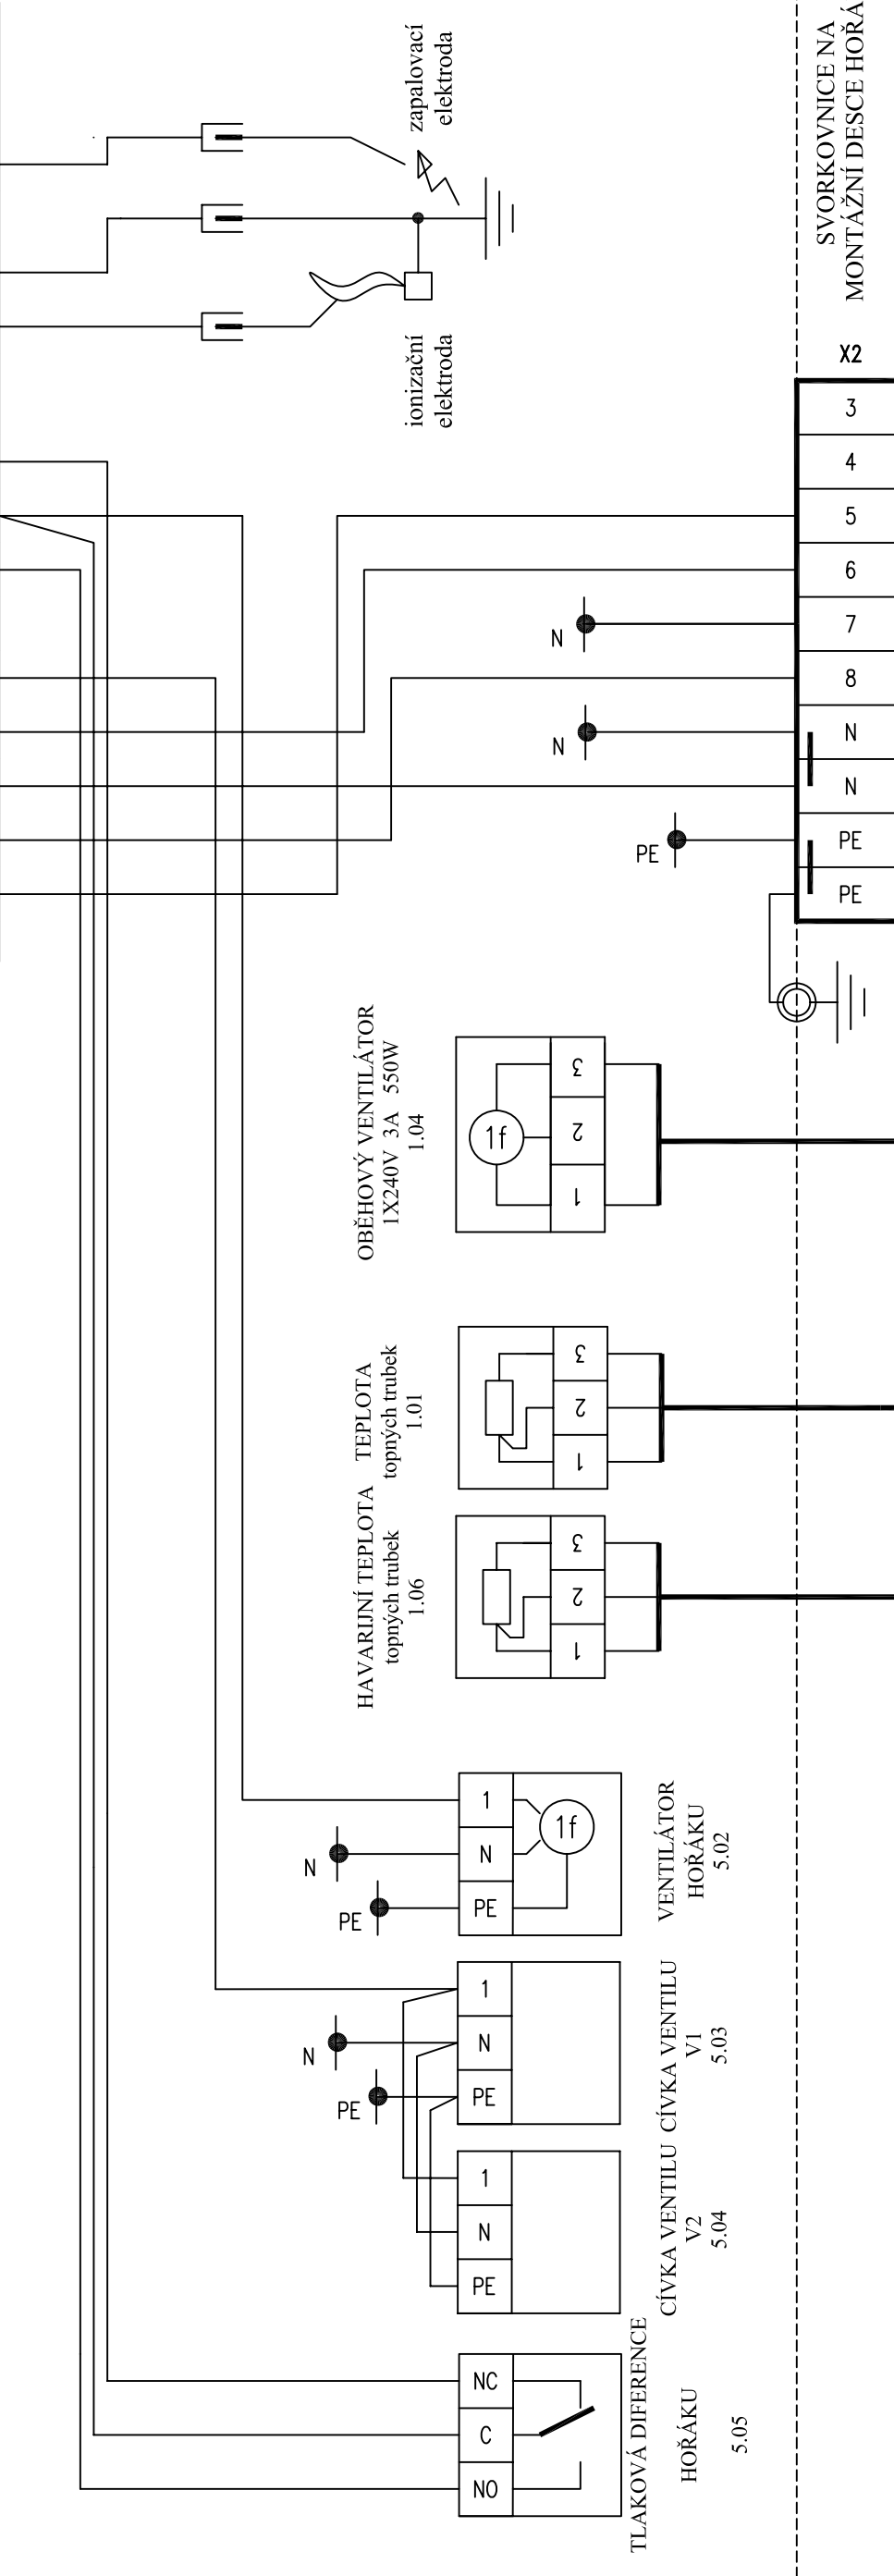 zapalovací
elektroda
ionizační
elektroda
SVORKOVNICE NA
MONTÁŽNÍ DESCE HOŘÁ
X2
3
4
5
6
7
8
N
N
PE
PE
N
N
PE
OBĚHOVÝ VENTILÁTOR
1X240V 3A 550W
1.04
1f
3
2
1
TEPLOTA
topných trubek
1.01
3
2
1
HAVARIJNÍ TEPLOTA
topných trubek
1.06
3
2
1
N
PE
1
N
PE
1f
VENTILÁTOR
HOŘÁKU
5.02
N
PE
1
N
PE
CÍVKA VENTILU
V1
5.03
1
N
PE
CÍVKA VENTILU
V2
5.04
NC
C
NO
TLAKOVÁ DIFERENCE
HOŘÁKU
5.05